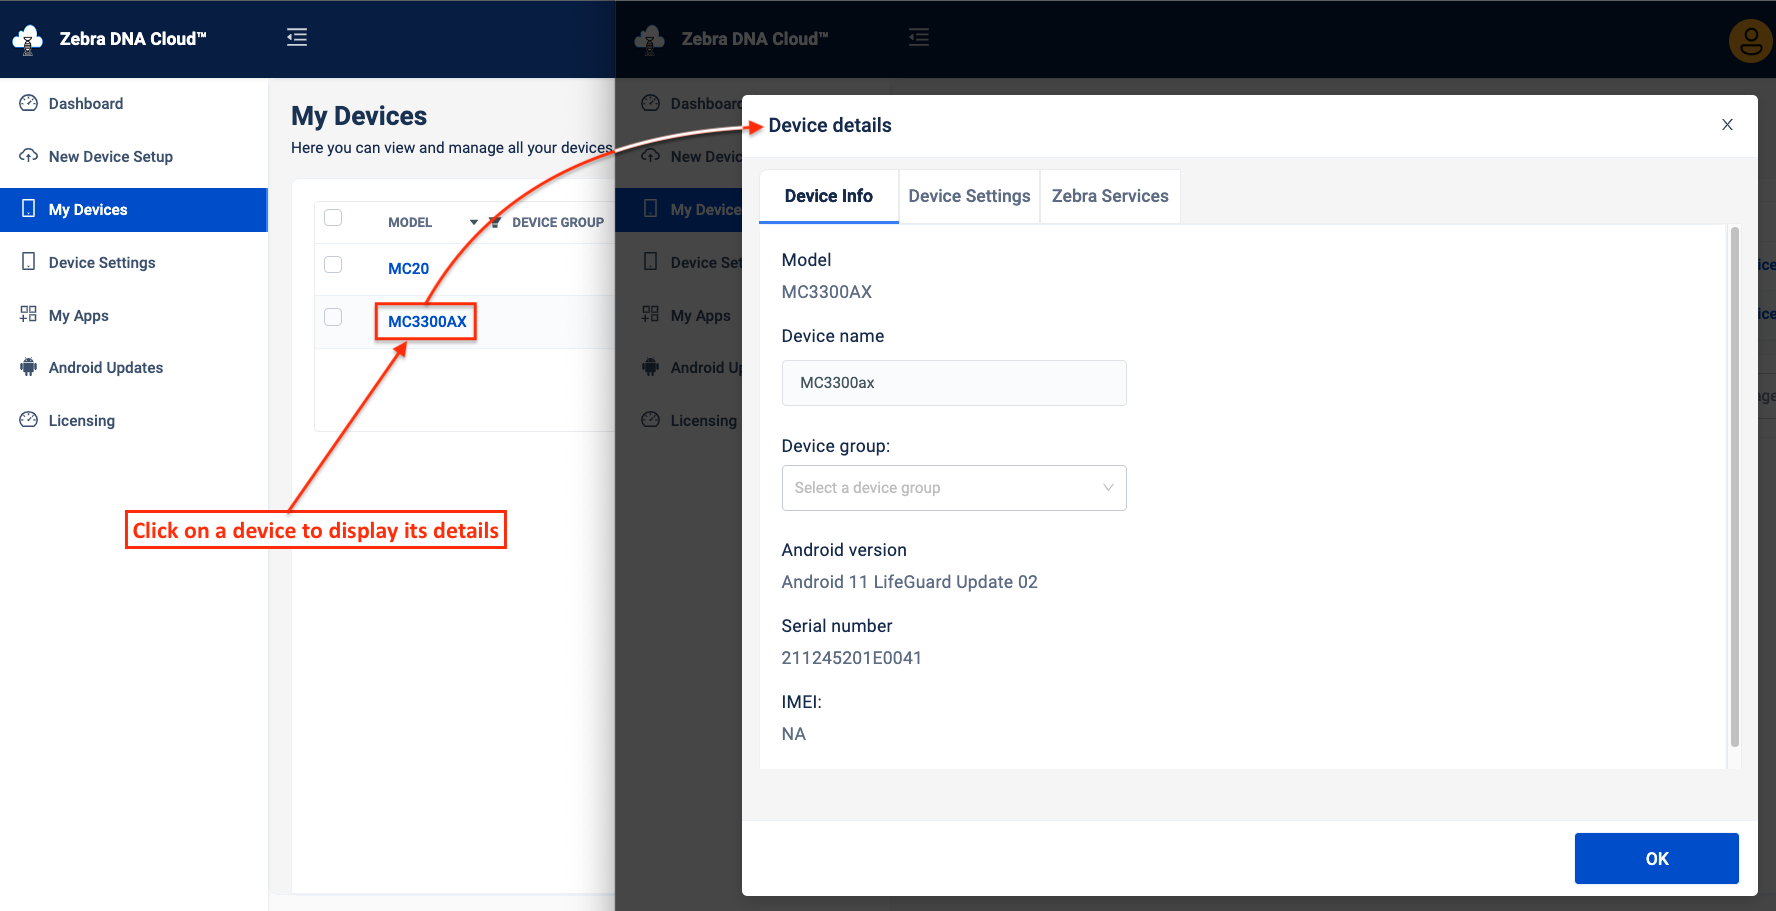 Zebra DNA Cloud™
Dashboard
New Device Setup
My Devices
Device Settings
My Apps
Android Updates
Licensing
My Devices
Here you can view and manage all your devices
MODEL
DEVICE GROUP
MC20
MC3300AX
Click on a device to display its details
Zebra DNA Cloud™
Dashboard
New Devic
My Device
Device Set
My Apps
Android Up
Licensing
Device details
X
Device Info
Device Settings
Zebra Services
Model
MC3300AX
Device name
MC3300ax
Device group:
Select a device group
Android version
Android 11 LifeGuard Update 02
Serial number
211245201E0041
IMEI:
NA
OK
ice
ice
age